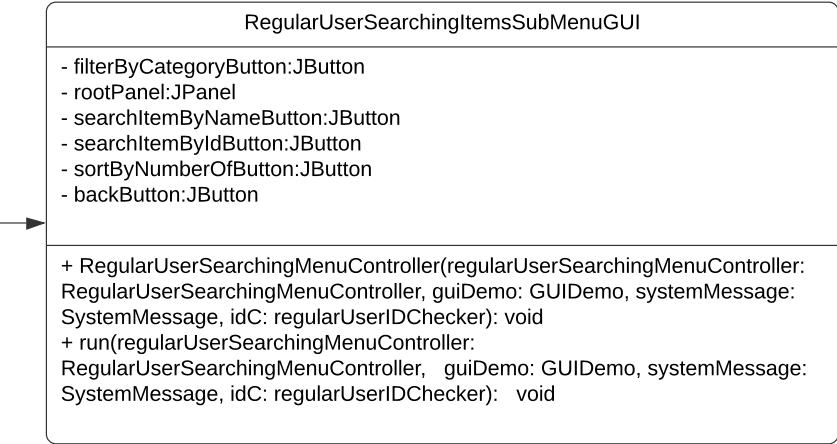 RegularUserSearchingItemsSubMenuGUI
- filterByCategoryButton:JButton
- rootPanel:JPanel
- searchItemByNameButton:JButton
- searchItemByIdButton:JButton
- sortByNumberOfButton:JButton
- backButton:JButton
+ RegularUserSearchingMenuController(regularUserSearchingMenuController:
RegularUserSearchingMenuController, guiDemo: GUIDemo, systemMessage:
SystemMessage, idC: regularUserIDChecker): void
+ run(regularUserSearchingMenuController:
RegularUserSearchingMenuController,   guiDemo: GUIDemo, systemMessage:
SystemMessage, idC: regularUserIDChecker):   void